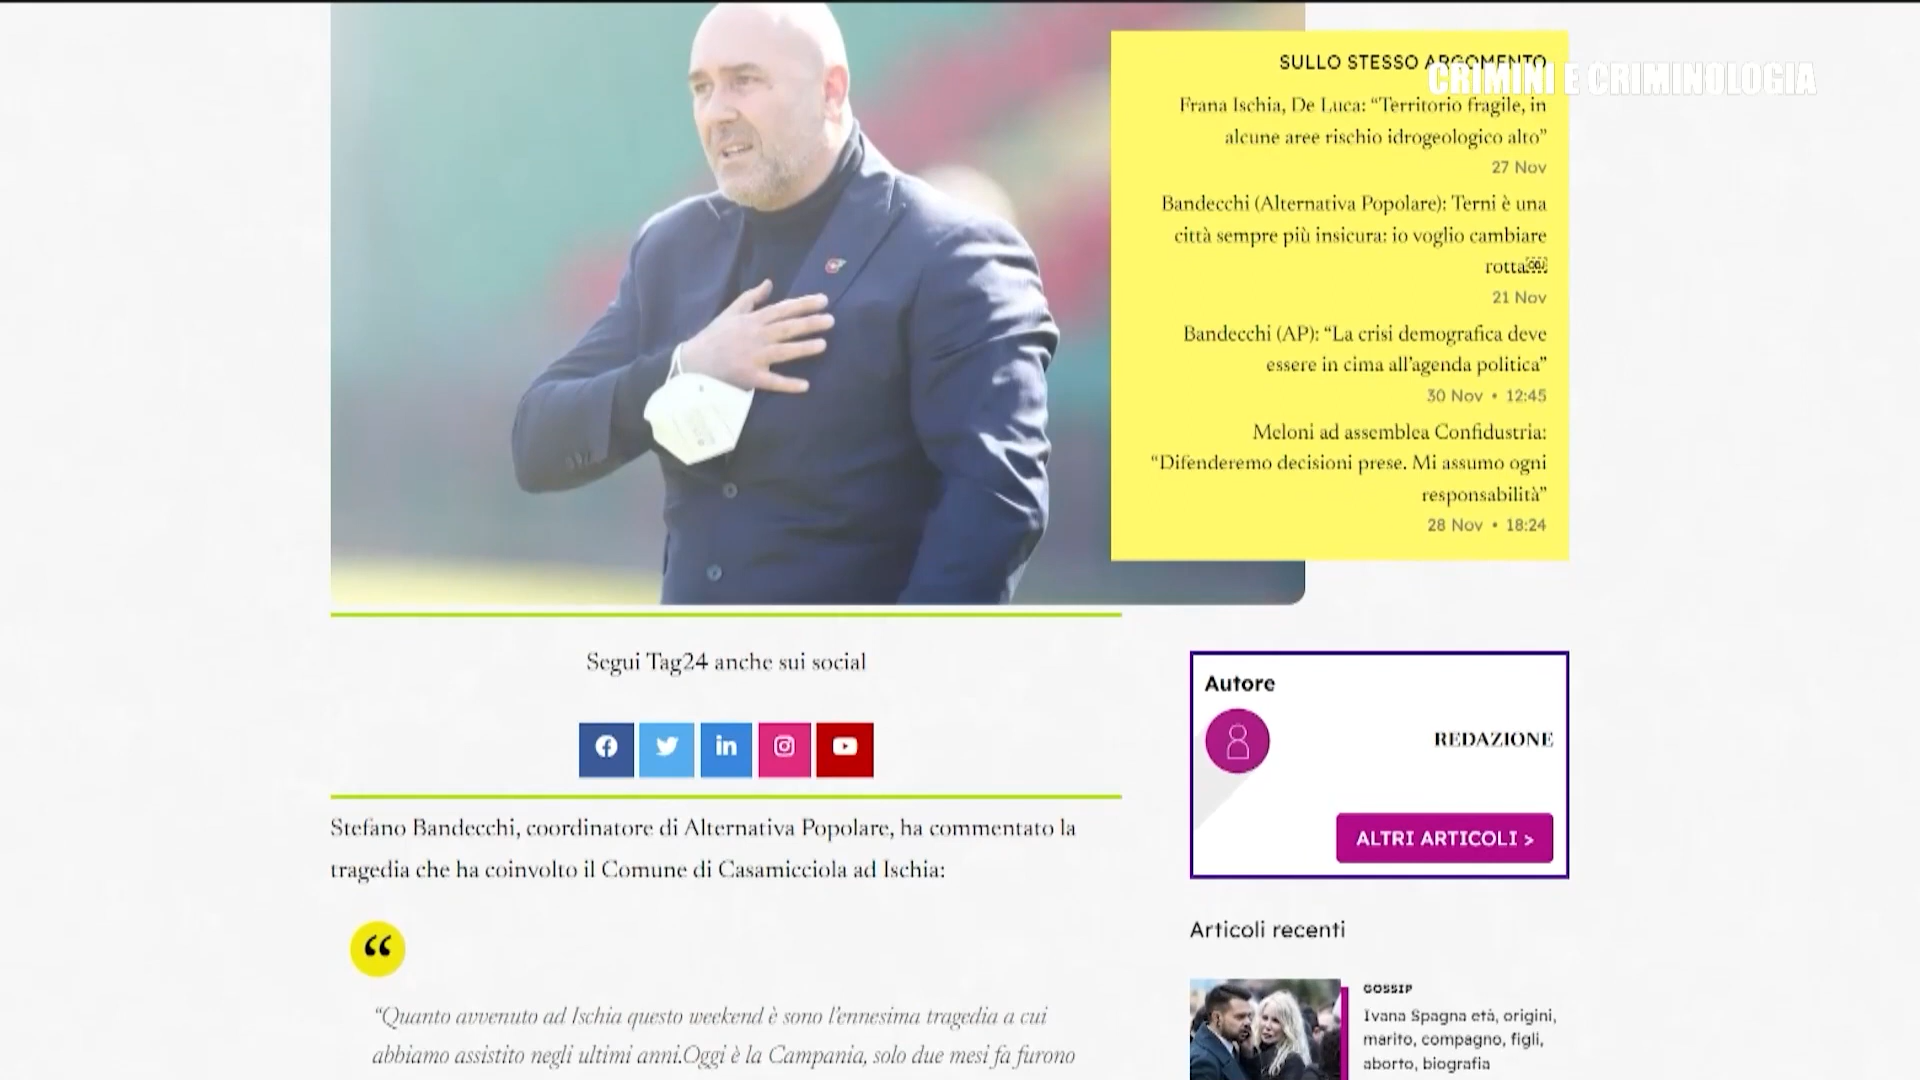 SULLO STESSO ARGOMENTO
CRIMINI E CRIMINOLOGIA
Frana Ischia, De Luca: “Territorio fragile, in
alcune aree rischio idrogeologico alto”
27 Nov
Bandecchi (Alternativa Popolare): Terni è una
città sempre più insicura: io voglio cambiare
rotta￼
21 Nov
Bandecchi (AP): “La crisi demografica deve
essere in cima all’agenda politica”
30 Nov • 12:45
Meloni ad assemblea Confidustria:
“Difenderemo decisioni prese. Mi assumo ogni
responsabilità”
28 Nov • 18:24
Segui Tag24 anche sui social
Stefano Bandecchi, coordinatore di Alternativa Popolare, ha commentato la
tragedia che ha coinvolto il Comune di Casamicciola ad Ischia:
“Quanto avvenuto ad Ischia questo weekend è sono l’ennesima tragedia a cui
abbiamo assistito negli ultimi anni.Oggi è la Campania, solo due mesi fa furono
Autore
REDAZIONE
ALTRI ARTICOLI >
Articoli recenti
GOSSIP
Ivana Spagna età, origini,
marito, compagno, figli,
aborto, biografia